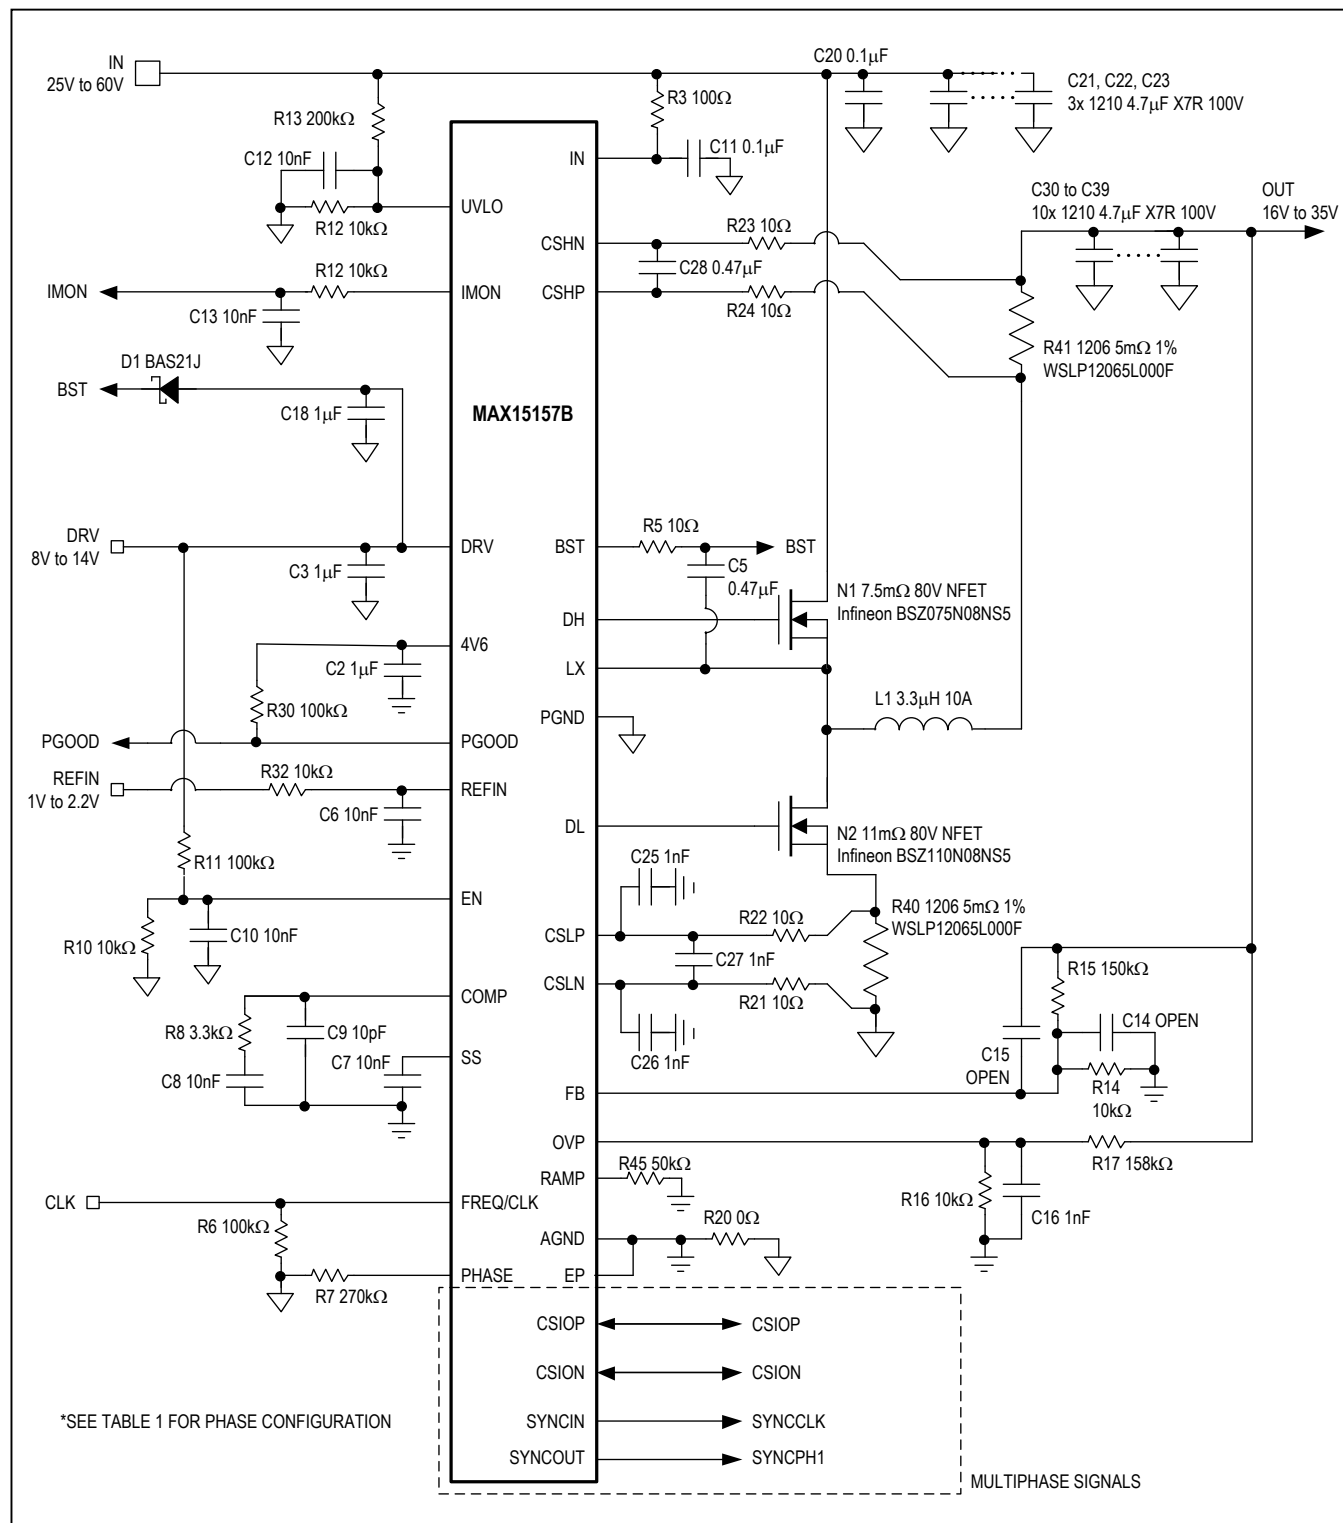 IN
25V to 60V
C20 0.1µF
C21, C22, C23
3x 1210 4.7µF X7R 100V
R13 200kΩ
R3 100Ω
C12 10nF
C11 0.1µF
IN
UVLO
R12 10kΩ
C30 to C39
10x 1210 4.7µF X7R 100V
OUT
16V to 35V
R23 10Ω
CSHN
C28 0.47µF
CSHP
R24 10Ω
IMON
R12 10kΩ
IMON
C13 10nF
R41 1206 5mΩ 1%
WSLP12065L000F
D1 BAS21J
BST
C18 1µF
MAX15157B
DRV
8V to 14V
DRV
C3 1µF
BST
R5 10Ω
BST
C5
0.47µF
N1 7.5mΩ 80V NFET
Infineon BSZ075N08NS5
DH
4V6
C2 1µF
LX
R30 100kΩ
L1 3.3µH 10A
PGND
PGOOD
PGOOD
REFIN
1V to 2.2V
R32 10kΩ
REFIN
C6 10nF
DL
N2 11mΩ 80V NFET
Infineon BSZ110N08NS5
R11 100kΩ
C25 1nF
EN
R10 10kΩ
C10 10nF
R40 1206 5mΩ 1%
WSLP12065L000F
R22 10Ω
CSLP
C27 1nF
CSLN
R21 10Ω
C26 1nF
R15 150kΩ
C14 OPEN
C15
OPEN
R14
10kΩ
COMP
R8 3.3kΩ
C9 10pF
C7 10nF
SS
C8 10nF
FB
OVP
R17 158kΩ
RAMP
R45 50kΩ
R16 10kΩ
C16 1nF
CLK
FREQ/CLK
R6 100kΩ
AGND
R20 0Ω
PHASE
EP
R7 270kΩ
CSIOP
CSIOP
CSION
CSION
*SEE TABLE 1 FOR PHASE CONFIGURATION
SYNCIN
SYNCCLK
SYNCOUT
SYNCPH1
MULTIPHASE SIGNALS